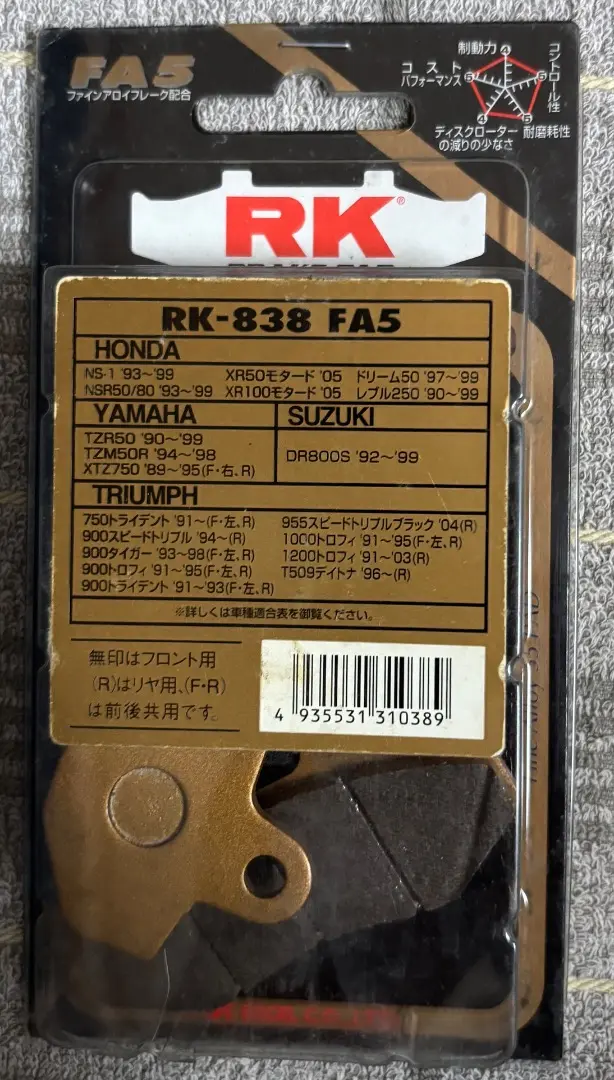 FA5
ファインアロイフレーク配合
制動力
4
コントロール性
5
耐摩耗性
5
ディスクローター
の減りの少なさ
4
コスト
パフォーマンス
5
RK®
RK-838 FA5
HONDA
NS-1 '93〜'99 XR50モタード '05 ドリーム50 '97〜'99
NSR50/80 '93〜'99 XR100モタード '05 レブル250 '90〜'99
YAMAHA
TZR50 '90〜'99
TZM50R '94〜'98
XTZ750 '89〜'95(F・右、R)
SUZUKI
DR800S '92〜'99
TRIUMPH
750トライデント '91〜(F・左、R)
900スピードトリプル '94〜(R)
900タイガー '93〜98(F・左、R)
900トロフィ '91〜95(F・左、R)
900トライデント '91〜93(F・左、R)
955スピードトリプルブラック '04(R)
1000トロフィ '91〜95(F・左、R)
1200トロフィ '91〜'03(R)
T509デイトナ '96〜(R)
※詳しくは車種適合表を御覧ください。
無印はフロント用
(R)はリヤ用、(F・R)
は前後共用です。
4 935531 310389